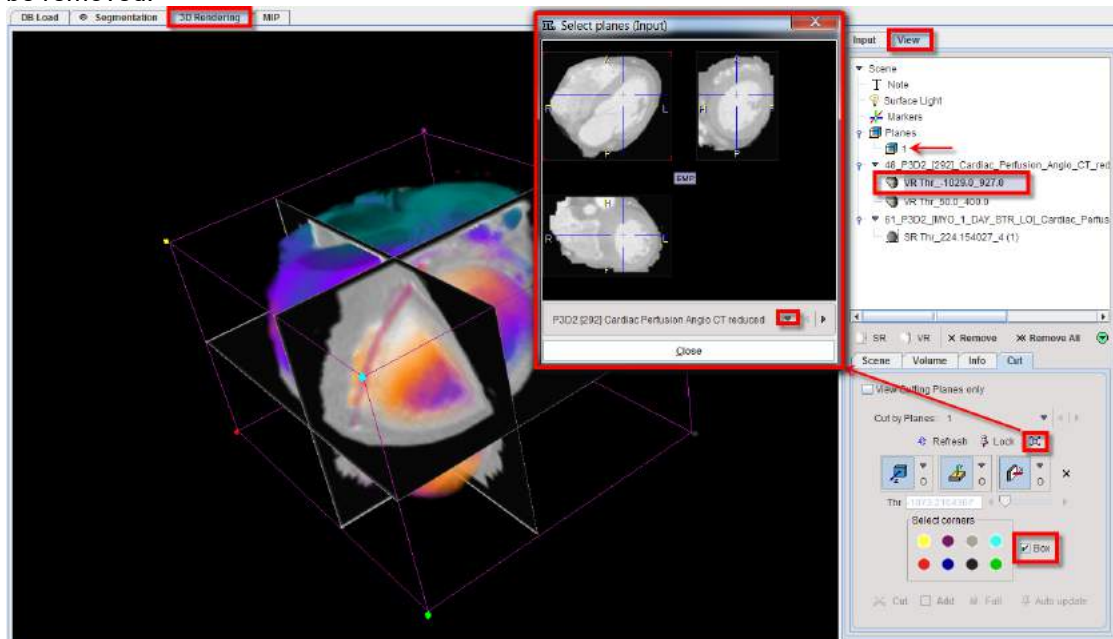 be removed.
DB Load Segmentation 3D Rendering MIP
Select planes (Input)
A
R L
P
H F
P
EMP
H
R L
F
P3D2 [292] Cardiac Perfusion Angio CT reduced
Close
Input View
Scene
Note
Surface Light
Markers
Planes
1
48_P3D2_[292]_Cardiac_Perfusion_Angio_CT_red
VR Thr_-1029.0_927.0
VR Thr_50.0_400.0
61_P3D2_[MYO_1_DAY_STR_LO]_Cardiac_Perfus
SR Thr_224.154027_4 (1)
SR VR Remove Remove All
Scene Volume Info Cut
View Cutting Planes only
Cut by Planes: 1
Refresh Lock
Thr
Select corners
Box
Cut Add Full Auto update